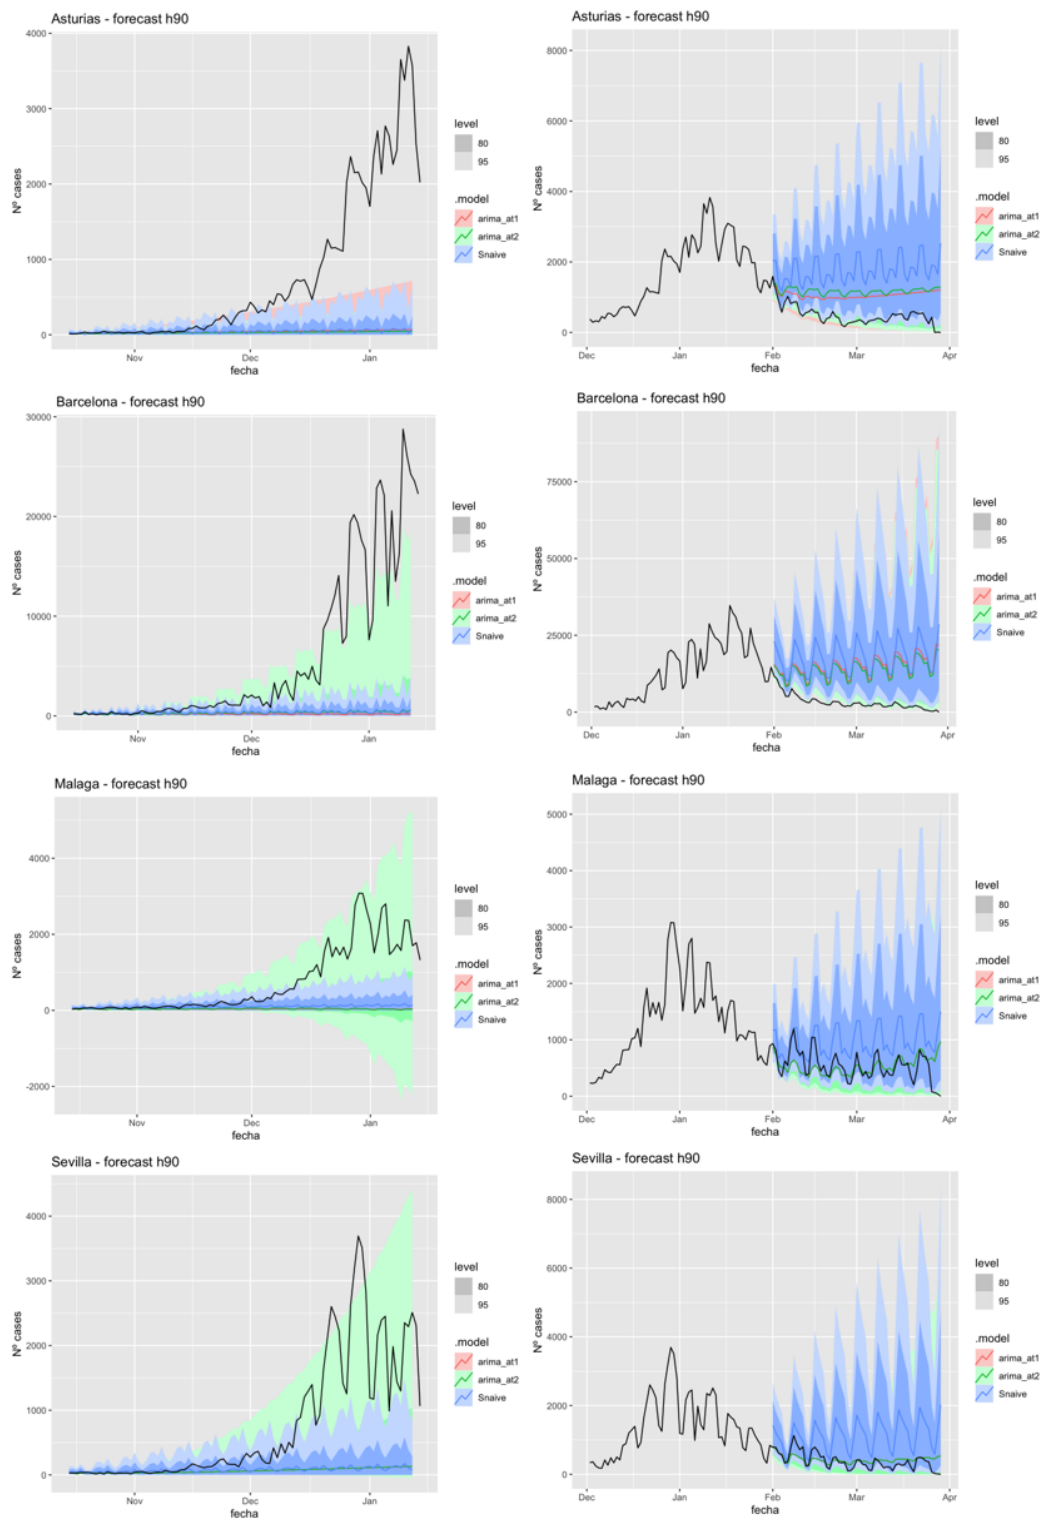 Asturias - forecast h90
4000
3000
2000
1000
0
Nº cases
Nov
Dec
Jan
fecha
level
80
95
.model
arima_at1
arima_at2
Snaive
Asturias - forecast h90
8000
6000
4000
2000
0
Nº cases
Dec
Jan
Feb
Mar
Apr
fecha
level
80
95
.model
arima_at1
arima_at2
Snaive
Barcelona - forecast h90
30000
20000
10000
0
Nº cases
Nov
Dec
Jan
fecha
level
80
95
.model
arima_at1
arima_at2
Snaive
Barcelona - forecast h90
75000
50000
25000
0
Nº cases
Dec
Jan
Feb
Mar
Apr
fecha
level
80
95
.model
arima_at1
arima_at2
Snaive
Malaga - forecast h90
4000
2000
0
-2000
Nº cases
Nov
Dec
Jan
fecha
level
80
95
.model
arima_at1
arima_at2
Snaive
Malaga - forecast h90
5000
4000
3000
2000
1000
0
Nº cases
Dec
Jan
Feb
Mar
Apr
fecha
level
80
95
.model
arima_at1
arima_at2
Snaive
Sevilla - forecast h90
4000
3000
2000
1000
0
Nº cases
Nov
Dec
Jan
fecha
level
80
95
.model
arima_at1
arima_at2
Snaive
Sevilla - forecast h90
8000
6000
4000
2000
0
Nº cases
Dec
Jan
Feb
Mar
Apr
fecha
level
80
95
.model
arima_at1
arima_at2
Snaive